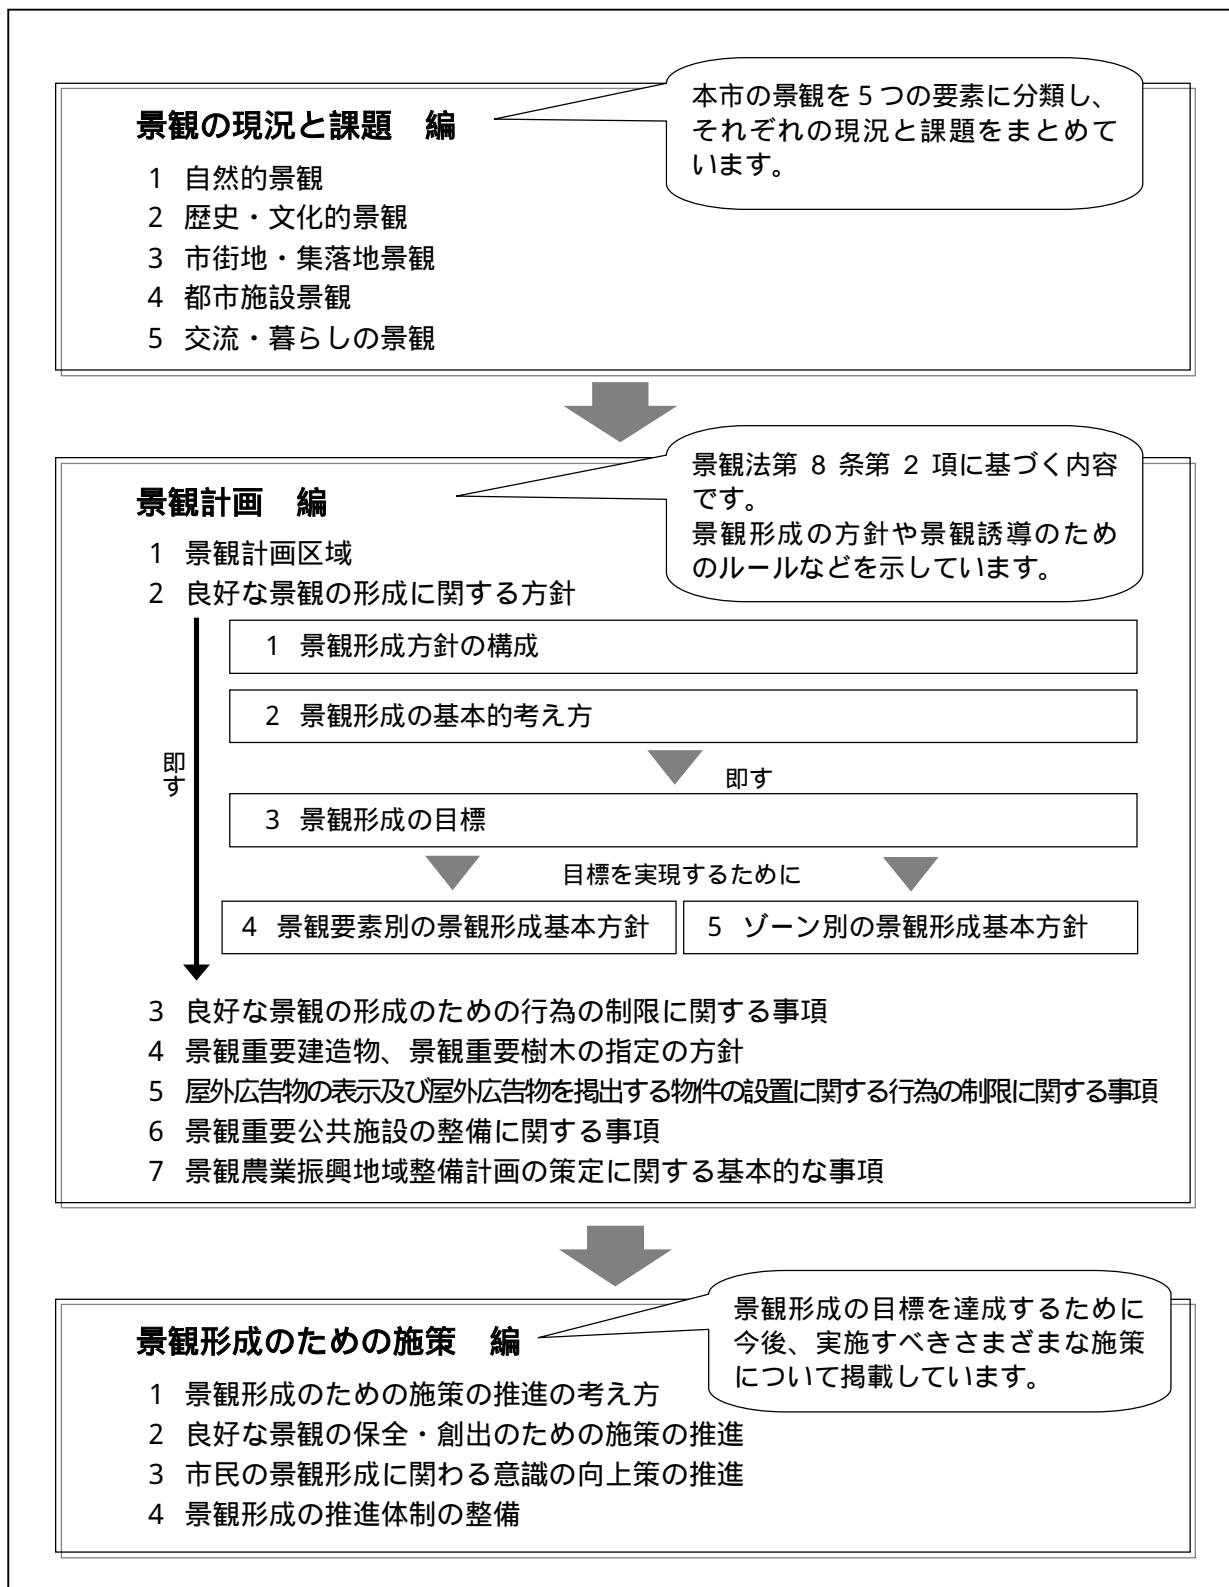 本市の景観を5つの要素に分類し、
それぞれの現況と課題をまとめて
います。
景観の現況と課題　編
1 自然的景観
2 歴史・文化的景観
3 市街地・集落地景観
4 都市施設景観
5 交流・暮らしの景観
景観法第 8 条第 2 項に基づく内容
です。
景観形成の方針や景観誘導のため
のルールなどを示しています。
景観計画　編
1 景観計画区域
2 良好な景観の形成に関する方針
1 景観形成方針の構成
2 景観形成の基本的考え方
即す
即す
3 景観形成の目標
目標を実現するために
4 景観要素別の景観形成基本方針
5 ゾーン別の景観形成基本方針
3 良好な景観の形成のための行為の制限に関する事項
4 景観重要建造物、景観重要樹木の指定の方針
5 屋外広告物の表示及び屋外広告物を掲出する物件の設置に関する行為の制限に関する事項
6 景観重要公共施設の整備に関する事項
7 景観農業振興地域整備計画の策定に関する基本的な事項
景観形成の目標を達成するために
今後、実施すべきさまざまな施策
について掲載しています。
景観形成のための施策　編
1 景観形成のための施策の推進の考え方
2 良好な景観の保全・創出のための施策の推進
3 市民の景観形成に関わる意識の向上策の推進
4 景観形成の推進体制の整備